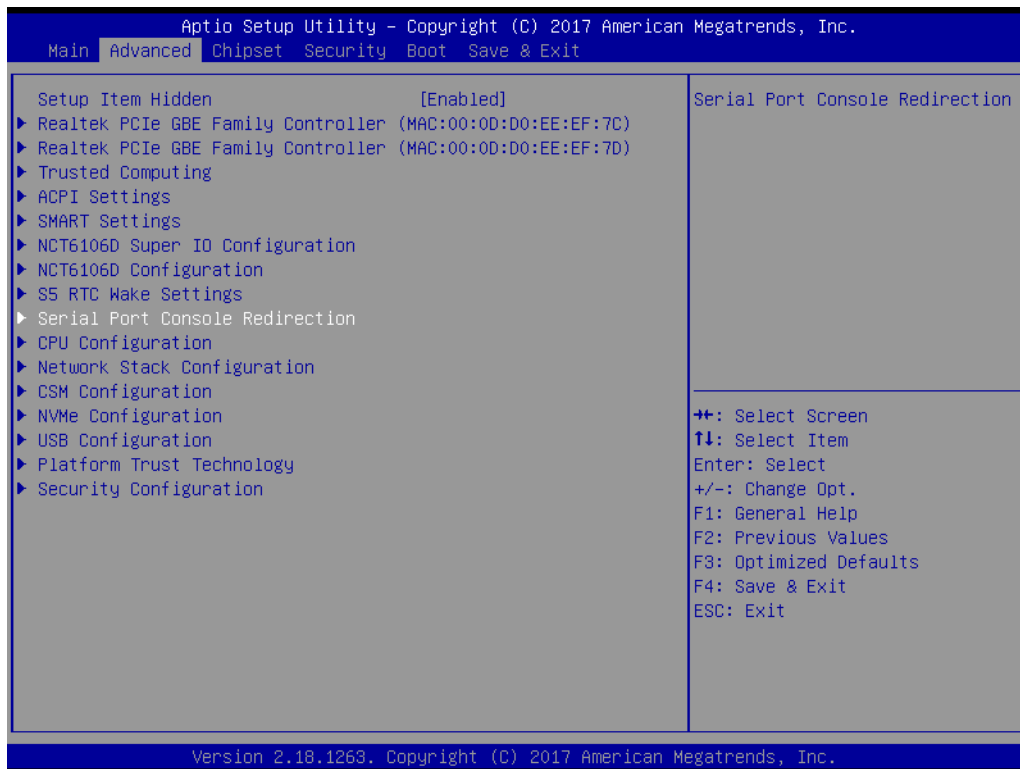 Aptio Setup Utility – Copyright (C) 2017 American Megatrends, Inc.
Main Advanced Chipset Security Boot Save & Exit
Setup Item Hidden [Enabled]
▶ Realtek PCIe GBE Family Controller (MAC:00:0D:D0:EE:EF:7C)
▶ Realtek PCIe GBE Family Controller (MAC:00:0D:D0:EE:EF:7D)
▶ Trusted Computing
▶ ACPI Settings
▶ SMART Settings
▶ NCT6106D Super IO Configuration
▶ NCT6106D Configuration
▶ S5 RTC Wake Settings
▶ Serial Port Console Redirection
▶ CPU Configuration
▶ Network Stack Configuration
▶ CSM Configuration
▶ NVMe Configuration
▶ USB Configuration
▶ Platform Trust Technology
▶ Security Configuration
Serial Port Console Redirection
→←: Select Screen
↑↓: Select Item
Enter: Select
+/-: Change Opt.
F1: General Help
F2: Previous Values
F3: Optimized Defaults
F4: Save & Exit
ESC: Exit
Version 2.18.1263. Copyright (C) 2017 American Megatrends, Inc.